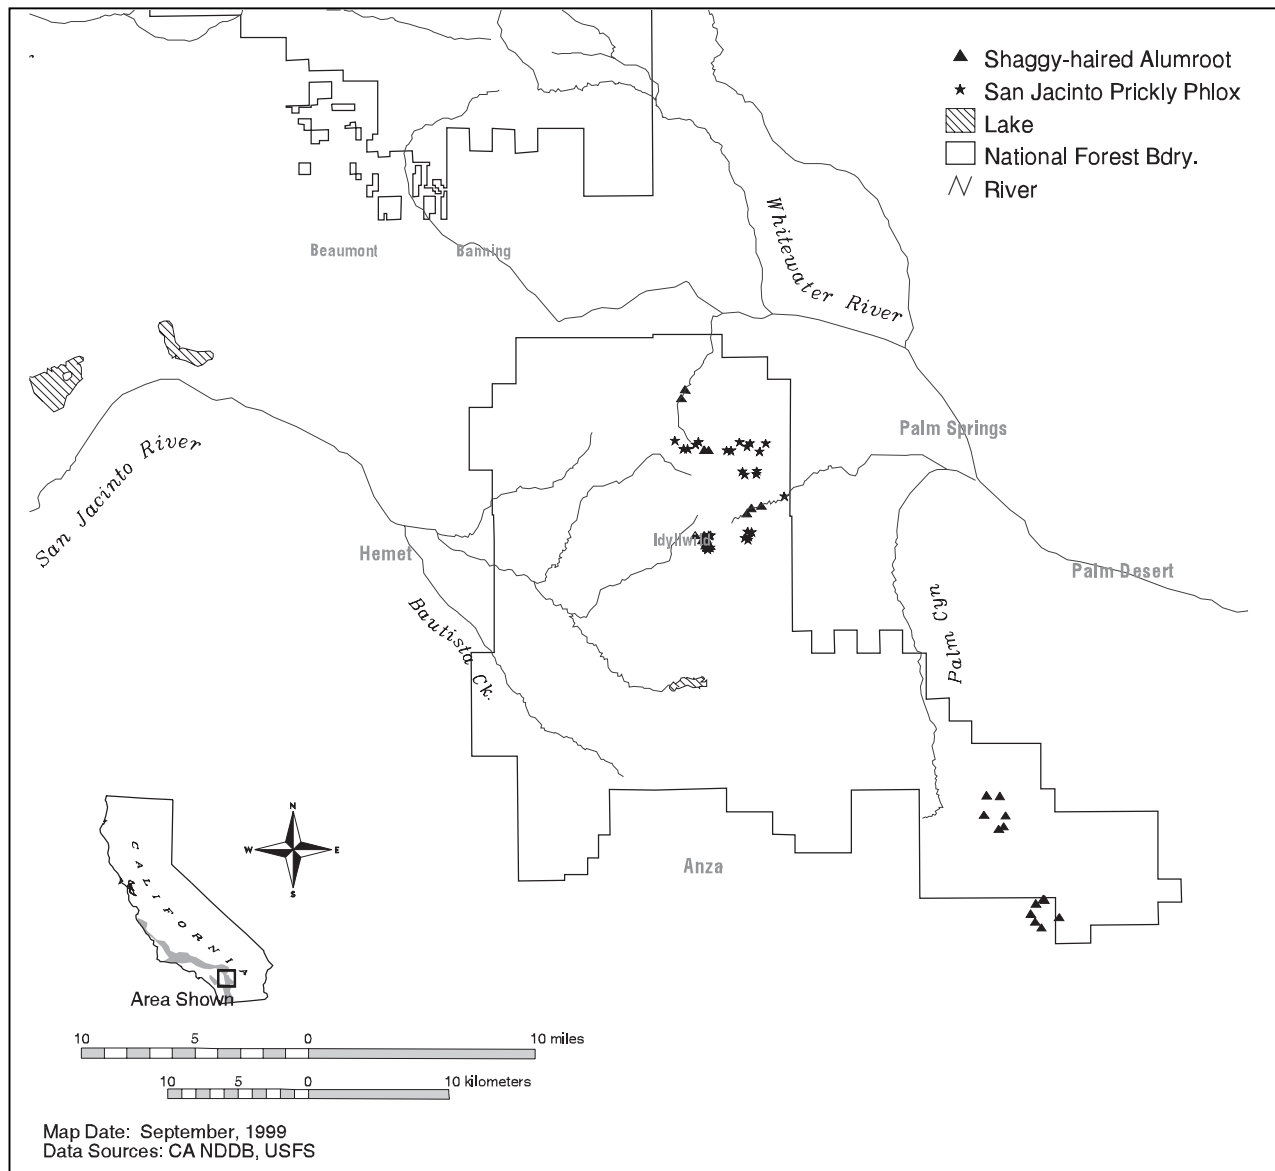 Shaggy-haired Alumroot
San Jacinto Prickly Phlox
Lake
National Forest Bdry.
River
Whitewater River
Beaumont
Banning
San Jacinto River
Palm Springs
Hemet
Idyllwild
Palm Desert
Bautista Ck.
Palm Cyn
Anza
N
W
E
S
CALIFORNIA
Area Shown
10 5 0 10 miles
10 5 0 10 kilometers
Map Date: September, 1999
Data Sources: CA NDDB, USFS